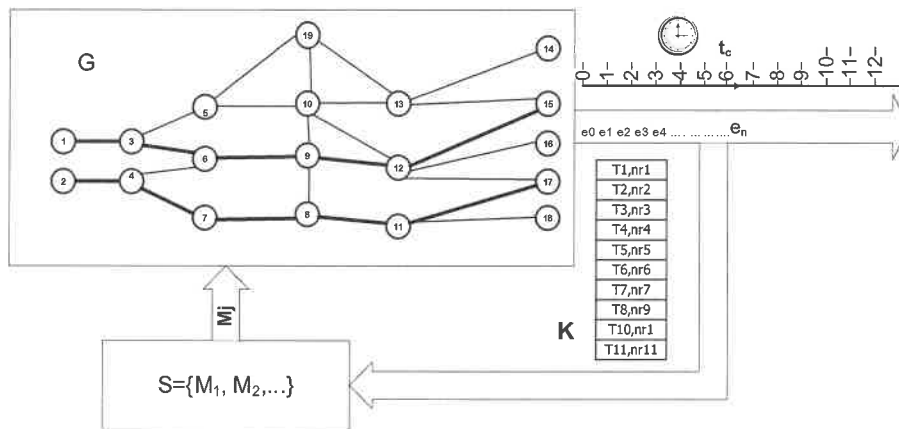 G
19
14
5
10
13
15
1
3
6
9
12
16
2
4
17
7
8
11
18
t_c
0 -1- -2- -3- -4- -5- -6- -7- -8- -9- -10- -11- -12-
e0 e1 e2 e3 e4 .... ... ...... e_n
T1,nr1
T2,nr2
T3,nr3
T4,nr4
T5,nr5
T6,nr6
T7,nr7
T8,nr9
T10,nr1
T11,nr11
K
Mj
S={M₁, M₂,...}